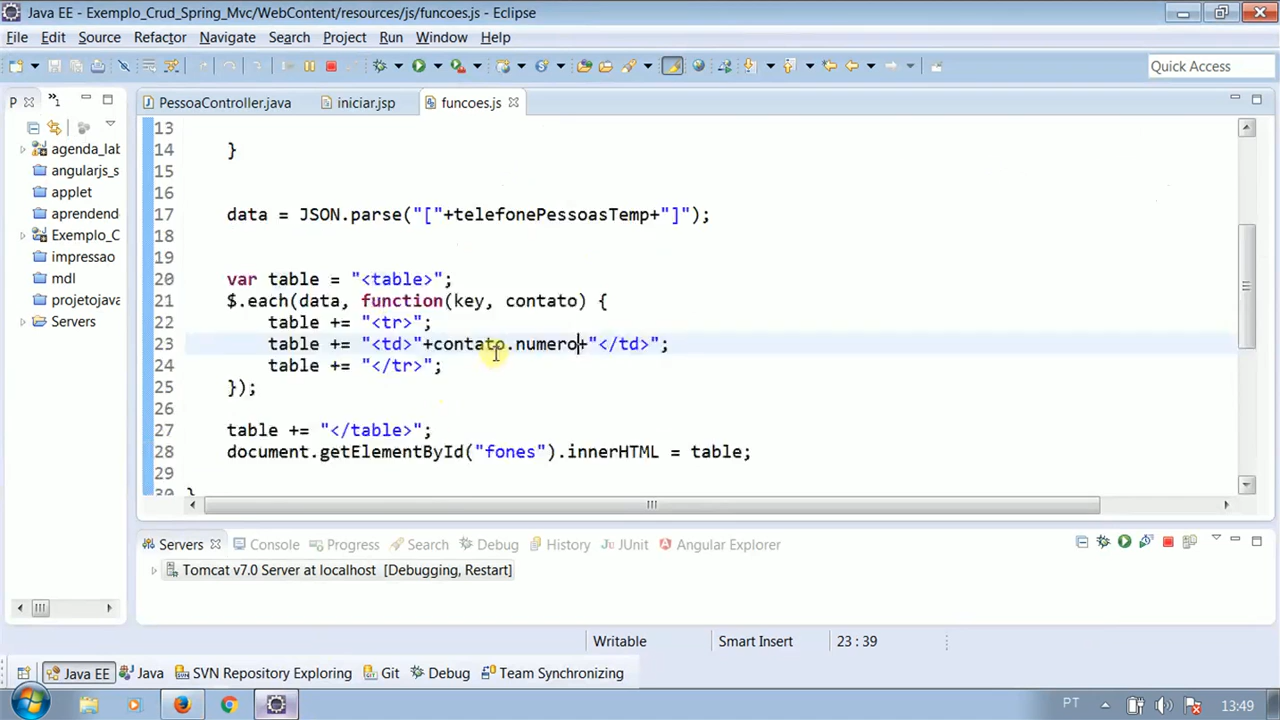 Java EE - Exemplo_Crud_Spring_Mvc/WebContent/resources/js/funcoes.js - Eclipse
File Edit Source Refactor Navigate Search Project Run Window Help
Quick Access
P »1
PessoaController.java iniciar.jsp funcoes.js
agenda_lab
angularjs_s
applet
aprendend
Exemplo_C
impressao
mdl
projetojava
Servers
13
14 }
15
16
17 data = JSON.parse("["+telefonePessoasTemp+"]");
18
19
20 var table = "<table>";
21 $.each(data, function(key, contato) {
22 table += "<tr>";
23 table += "<td>"+contato.numero+"</td>";
24 table += "</tr>";
25 });
26
27 table += "</table>";
28 document.getElementById("fones").innerHTML = table;
29
30 }
Servers Console Progress Search Debug History JUnit Angular Explorer
Tomcat v7.0 Server at localhost [Debugging, Restart]
Writable Smart Insert 23 : 39
Java EE Java SVN Repository Exploring Git Debug Team Synchronizing
PT 13:49